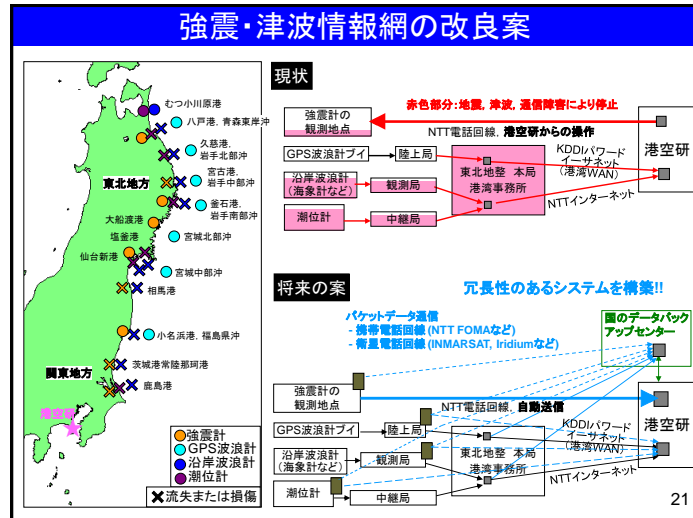 強震・津波情報網の改良案
むつ小川原港
八戸港, 青森東岸沖
久慈港,
岩手北部沖
宮古港,
岩手中部沖
東北地方
釜石港,
岩手南部沖
大船渡港
宮城北部沖
塩釜港
仙台新港
宮城中部沖
相馬港
小名浜港, 福島県沖
茨城港常陸那珂港
関東地方
鹿島港
港空研
強震計
GPS波浪計
沿岸波浪計
潮位計
流失または損傷
現状
赤色部分:地震, 津波, 通信障害により停止
強震計の
観測地点
NTT電話回線, 港空研からの操作
港空研
GPS波浪計ブイ
陸上局
KDDIパワード
イーサネット
(港湾WAN)
東北地整 本局
港湾事務所
沿岸波浪計
(海象計など)
観測局
NTTインターネット
潮位計
中継局
将来の案
冗長性のあるシステムを構築!!
パケットデータ通信
- 携帯電話回線 (NTT FOMAなど)
- 衛星電話回線 (INMARSAT, Iridiumなど)
国のデータバック
アップセンター
強震計の
観測地点
NTT電話回線, 自動送信
港空研
GPS波浪計ブイ
陸上局
KDDIパワード
イーサネット
(港湾WAN)
沿岸波浪計
(海象計など)
観測局
東北地整 本局
港湾事務所
NTTインターネット
潮位計
中継局
21